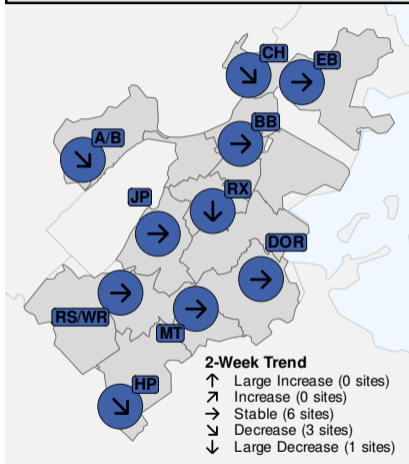 CH
EB
BB
A/B
JP
RX
DOR
RS/WR
MT
HP
2-Week Trend
↑ Large Increase (0 sites)
↗ Increase (0 sites)
→ Stable (6 sites)
↘ Decrease (3 sites)
↓ Large Decrease (1 sites)